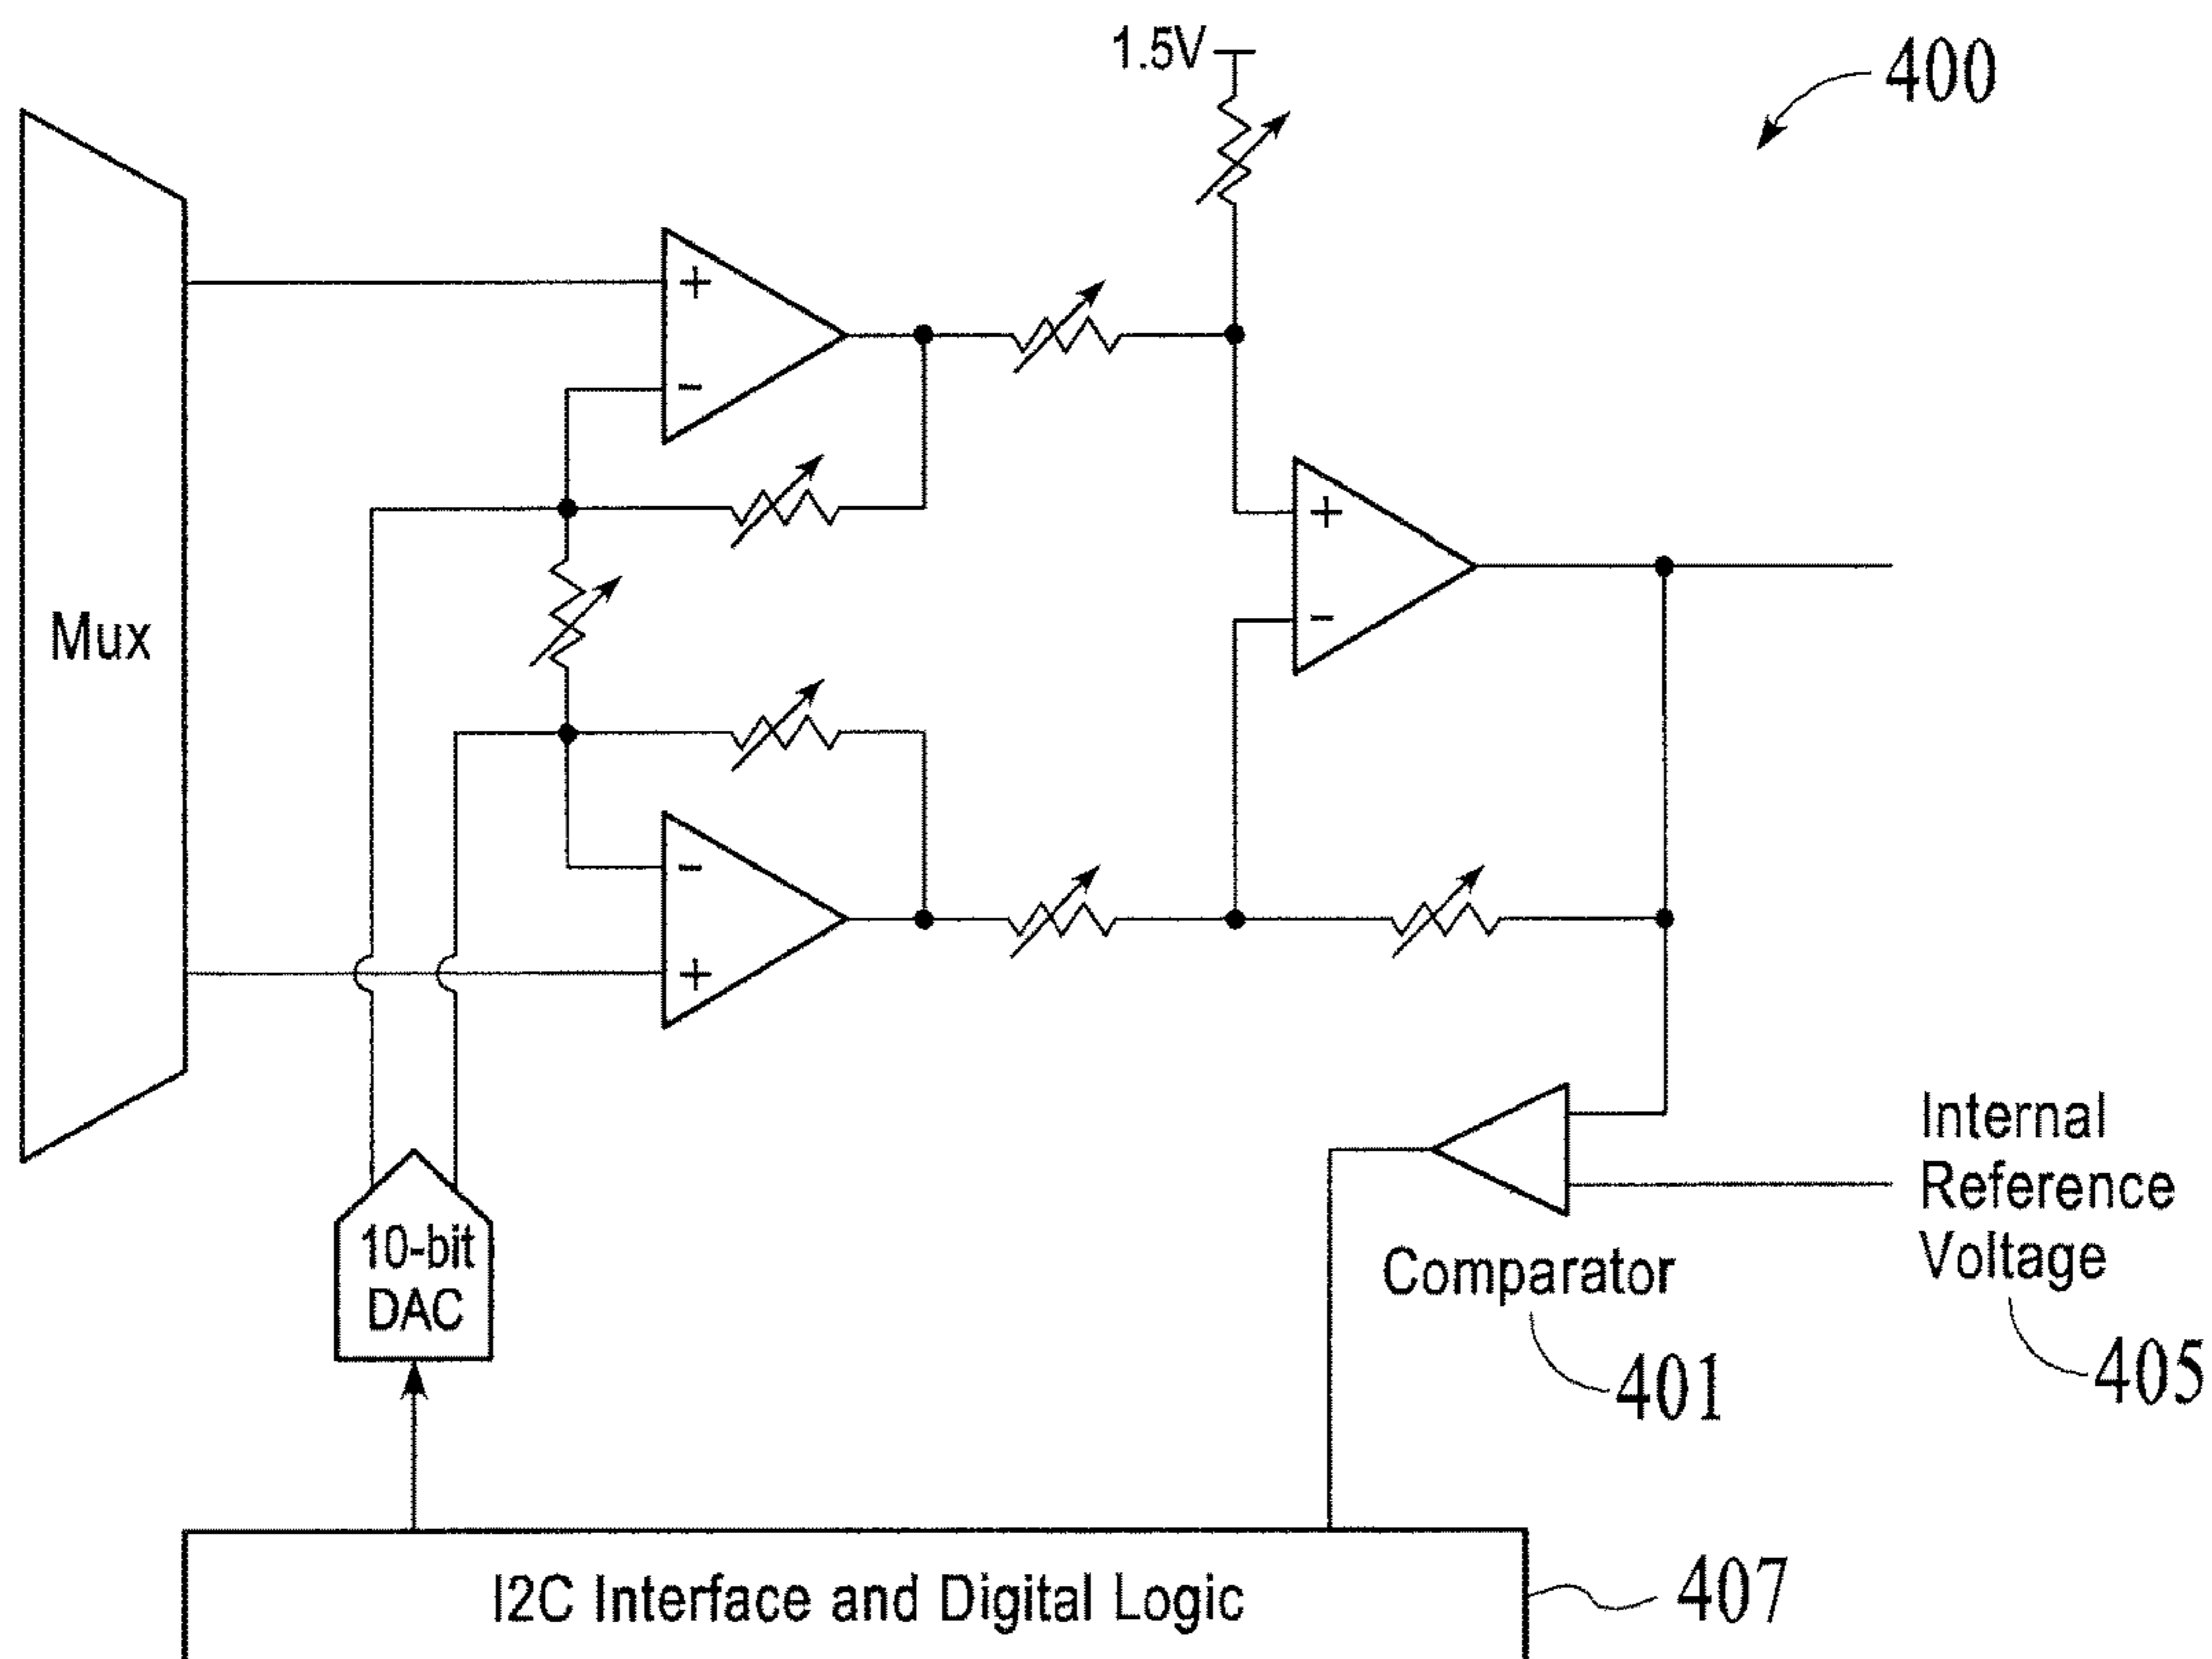 1.5V
400
+
-
+
-
Mux
-
+
Internal
Reference
Voltage
405
10-bit
DAC
Comparator
401
I2C Interface and Digital Logic
407